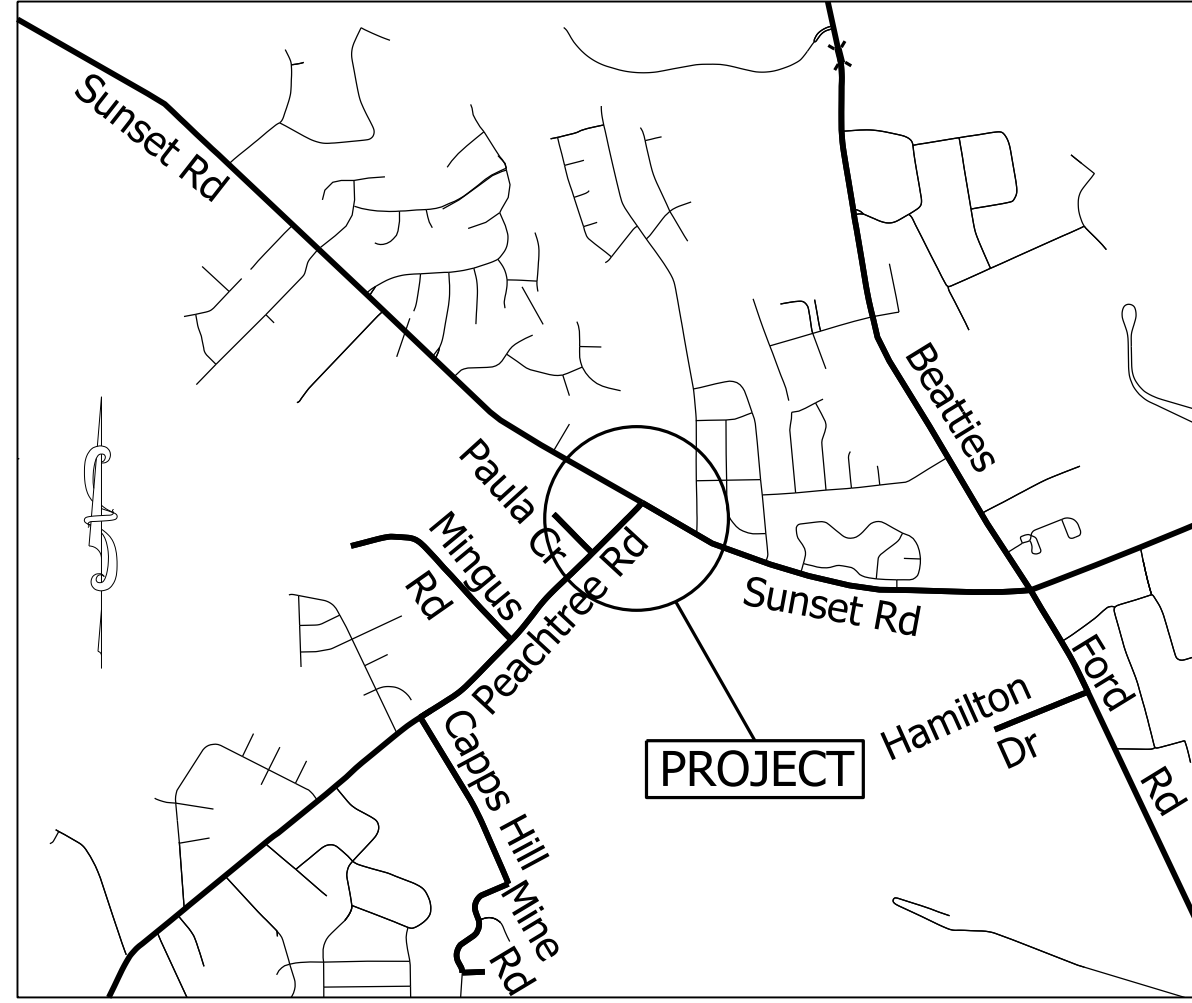 Sunset Rd
Beatties
Paula
Cr
Mingus
Rd
Peachtree Rd
Sunset Rd
Ford
Rd
Hamilton
Dr
PROJECT
Capps Hill
Mine
Rd